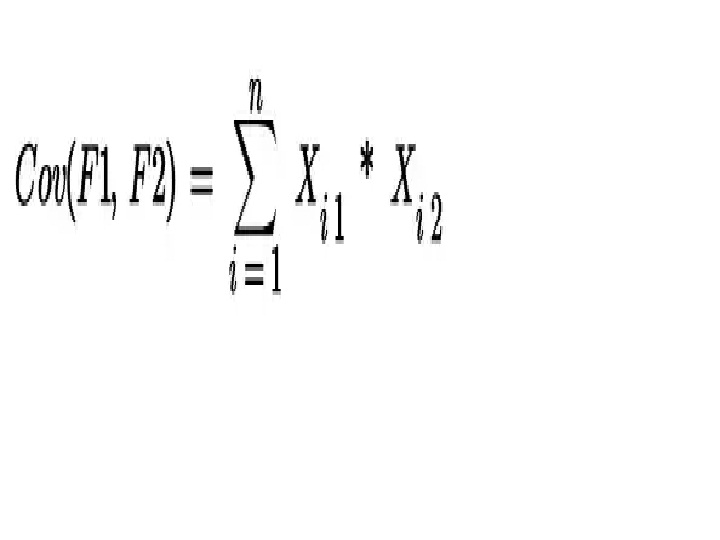 n
Cov(F1, F2) = ∑ X_{i1} * X_{i2}
i = 1